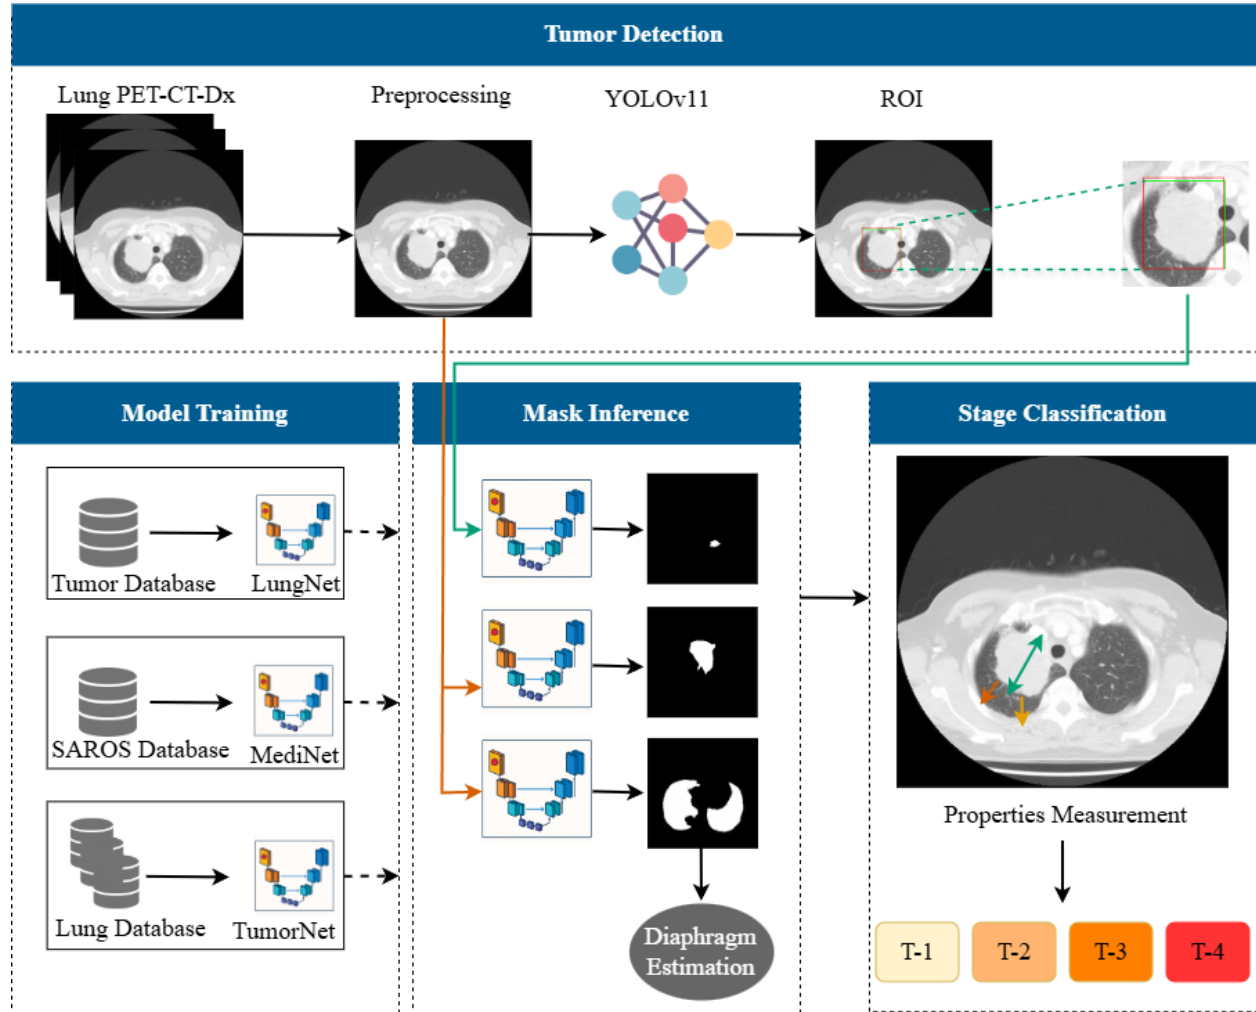 Tumor Detection
Lung PET-CT-Dx
Preprocessing
YOLOv11
ROI
Model Training
Tumor Database
LungNet
SAROS Database
MediNet
Lung Database
TumorNet
Mask Inference
Diaphragm
Estimation
Stage Classification
Properties Measurement
T-1
T-2
T-3
T-4